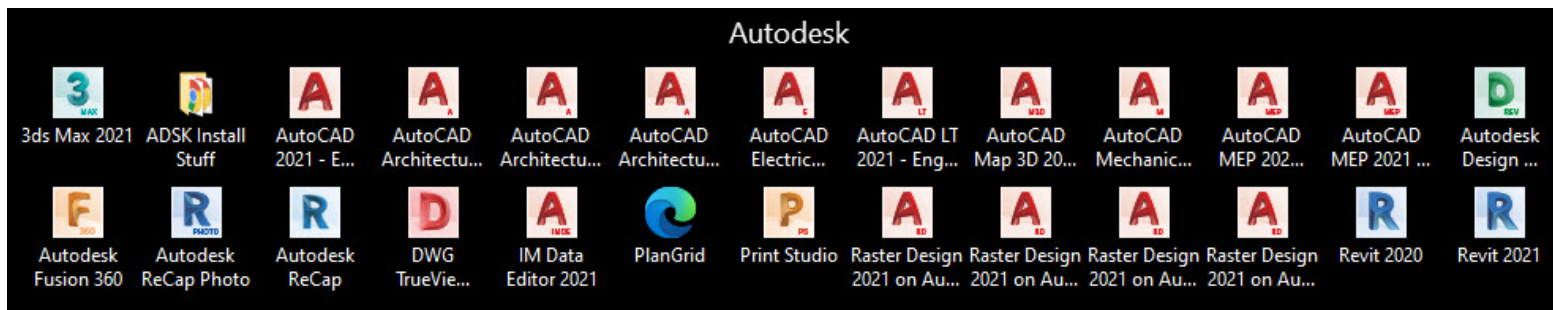 Autodesk
3ds Max 2021
ADSK Install
Stuff
AutoCAD
2021 - E...
AutoCAD
Architectu...
AutoCAD
Architectu...
AutoCAD
Architectu...
AutoCAD
Electric...
AutoCAD LT
2021 - Eng...
AutoCAD
Map 3D 20...
AutoCAD
Mechanic...
AutoCAD
MEP 202...
AutoCAD
MEP 2021 ...
Autodesk
Design ...
Autodesk
Fusion 360
Autodesk
ReCap Photo
Autodesk
ReCap
DWG
TrueVie...
IM Data
Editor 2021
PlanGrid
Print Studio
Raster Design
2021 on Au...
Raster Design
2021 on Au...
Raster Design
2021 on Au...
Raster Design
2021 on Au...
Revit 2020
Revit 2021